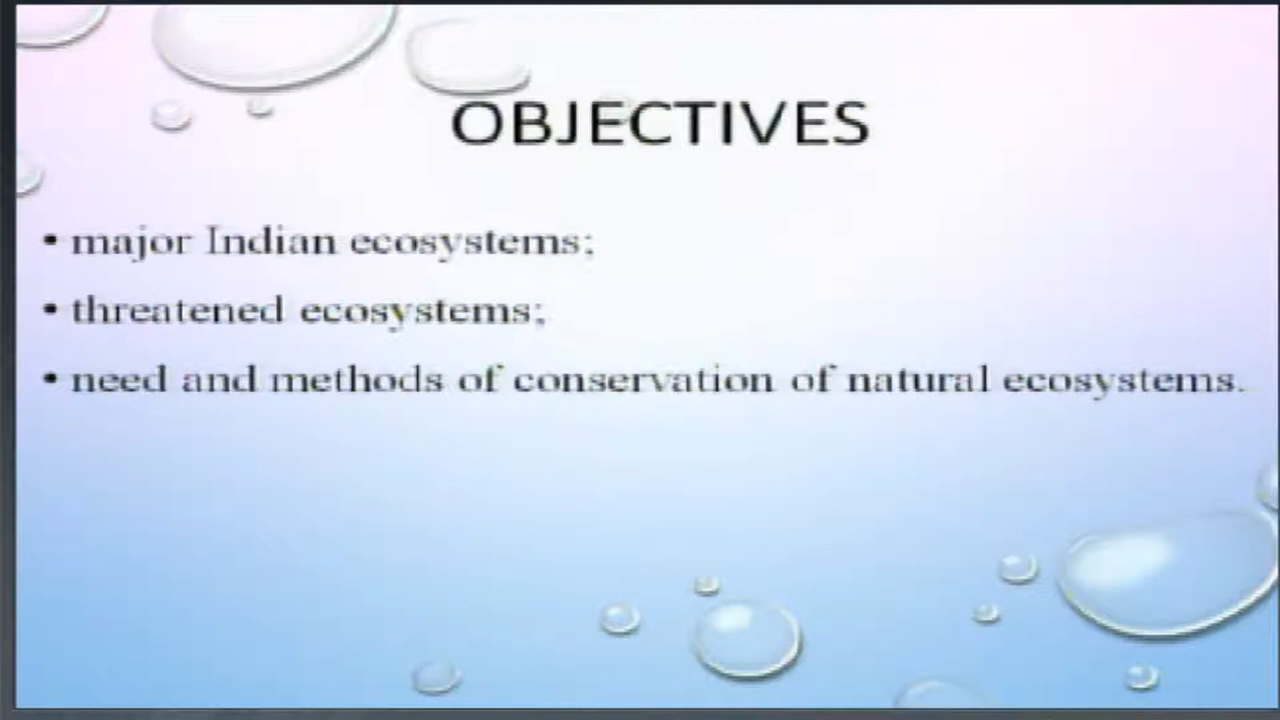 OBJECTIVES
• major Indian ecosystems;
• threatened ecosystems;
• need and methods of conservation of natural ecosystems.